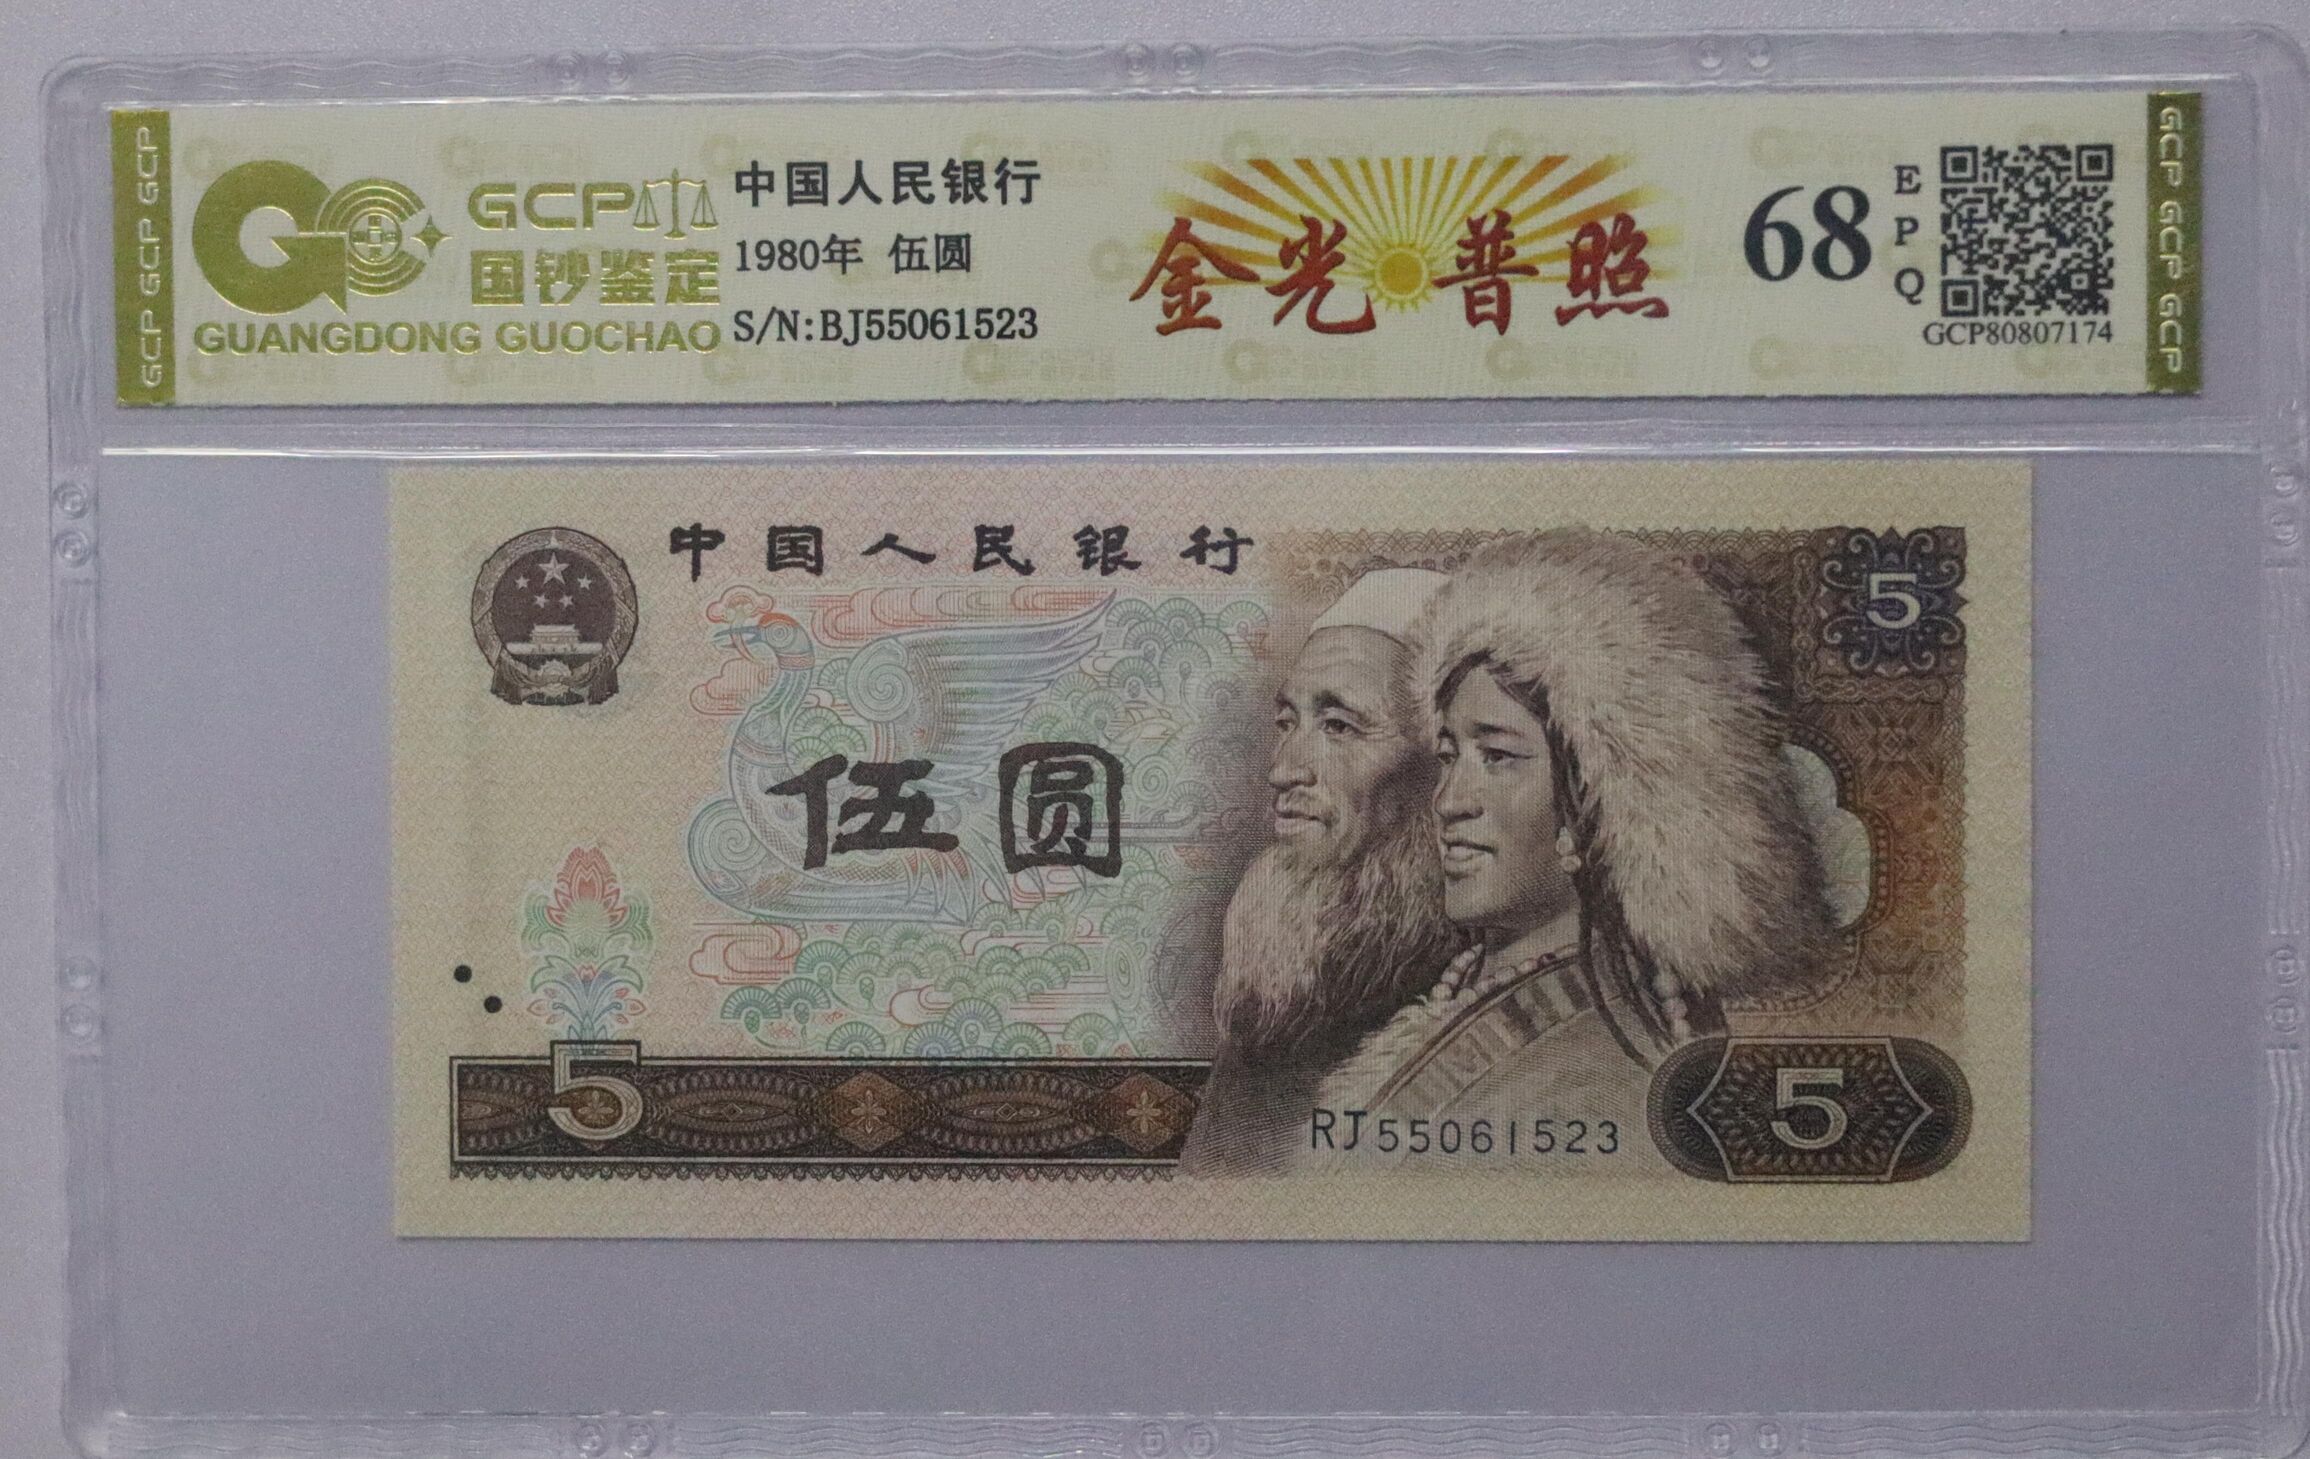 GCP GCP GCP
GCP
国钞鉴定
GUANGDONG GUOCHAO
中国人民银行
1980年 伍圆
S/N:BJ55061523
金光普照
68
EPQ
GCP80807174
GCP GCP GCP
中国人民银行
5
伍圆
5
RJ55061523
5